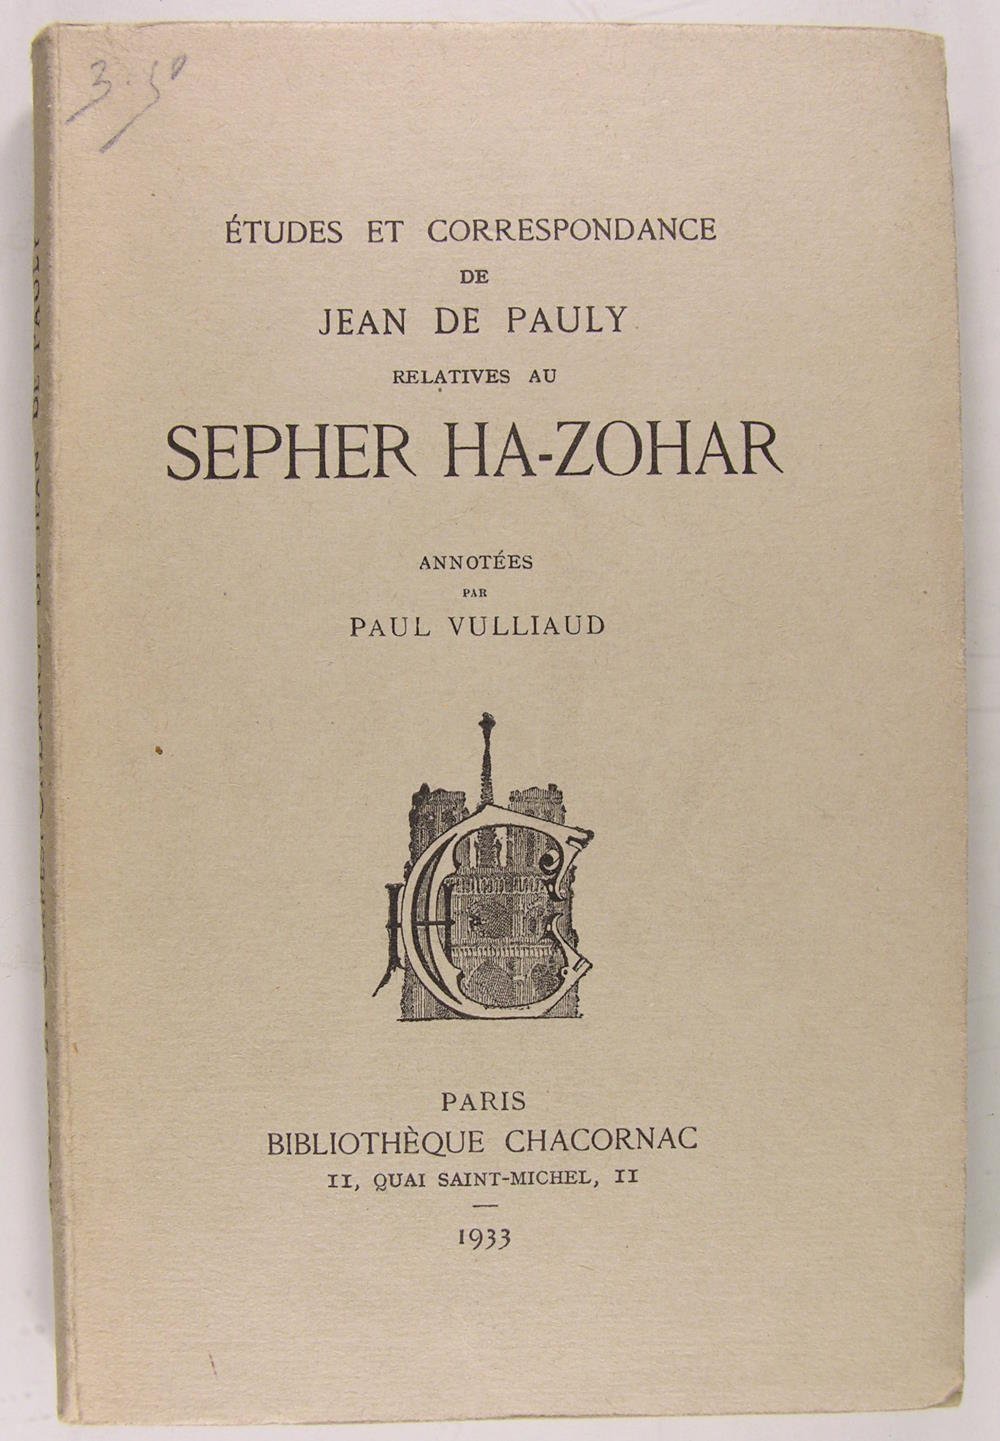 3.50
ÉTUDES ET CORRESPONDANCE
DE
JEAN DE PAULY
RELATIVES AU
SEPHER HA-ZOHAR
ANNOTÉES
PAR
PAUL VULLIAUD
PARIS
BIBLIOTHÈQUE CHACORNAC
11, QUAI SAINT-MICHEL, 11
1933